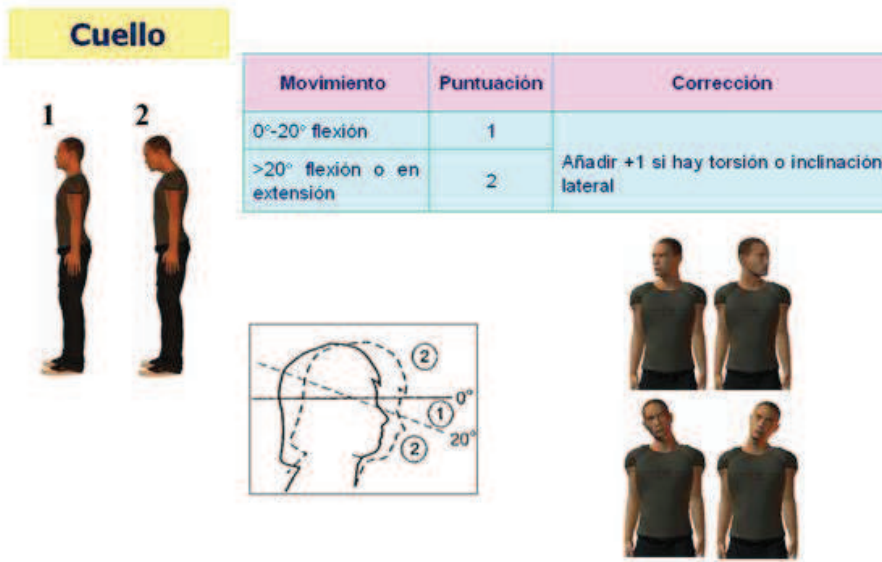 Cuello
Movimiento Puntuación Corrección
0°-20° flexión 1
>20° flexión o en
extensión 2
Añadir +1 si hay torsión o inclinación
lateral
1 2
2
0°
1
20°
2